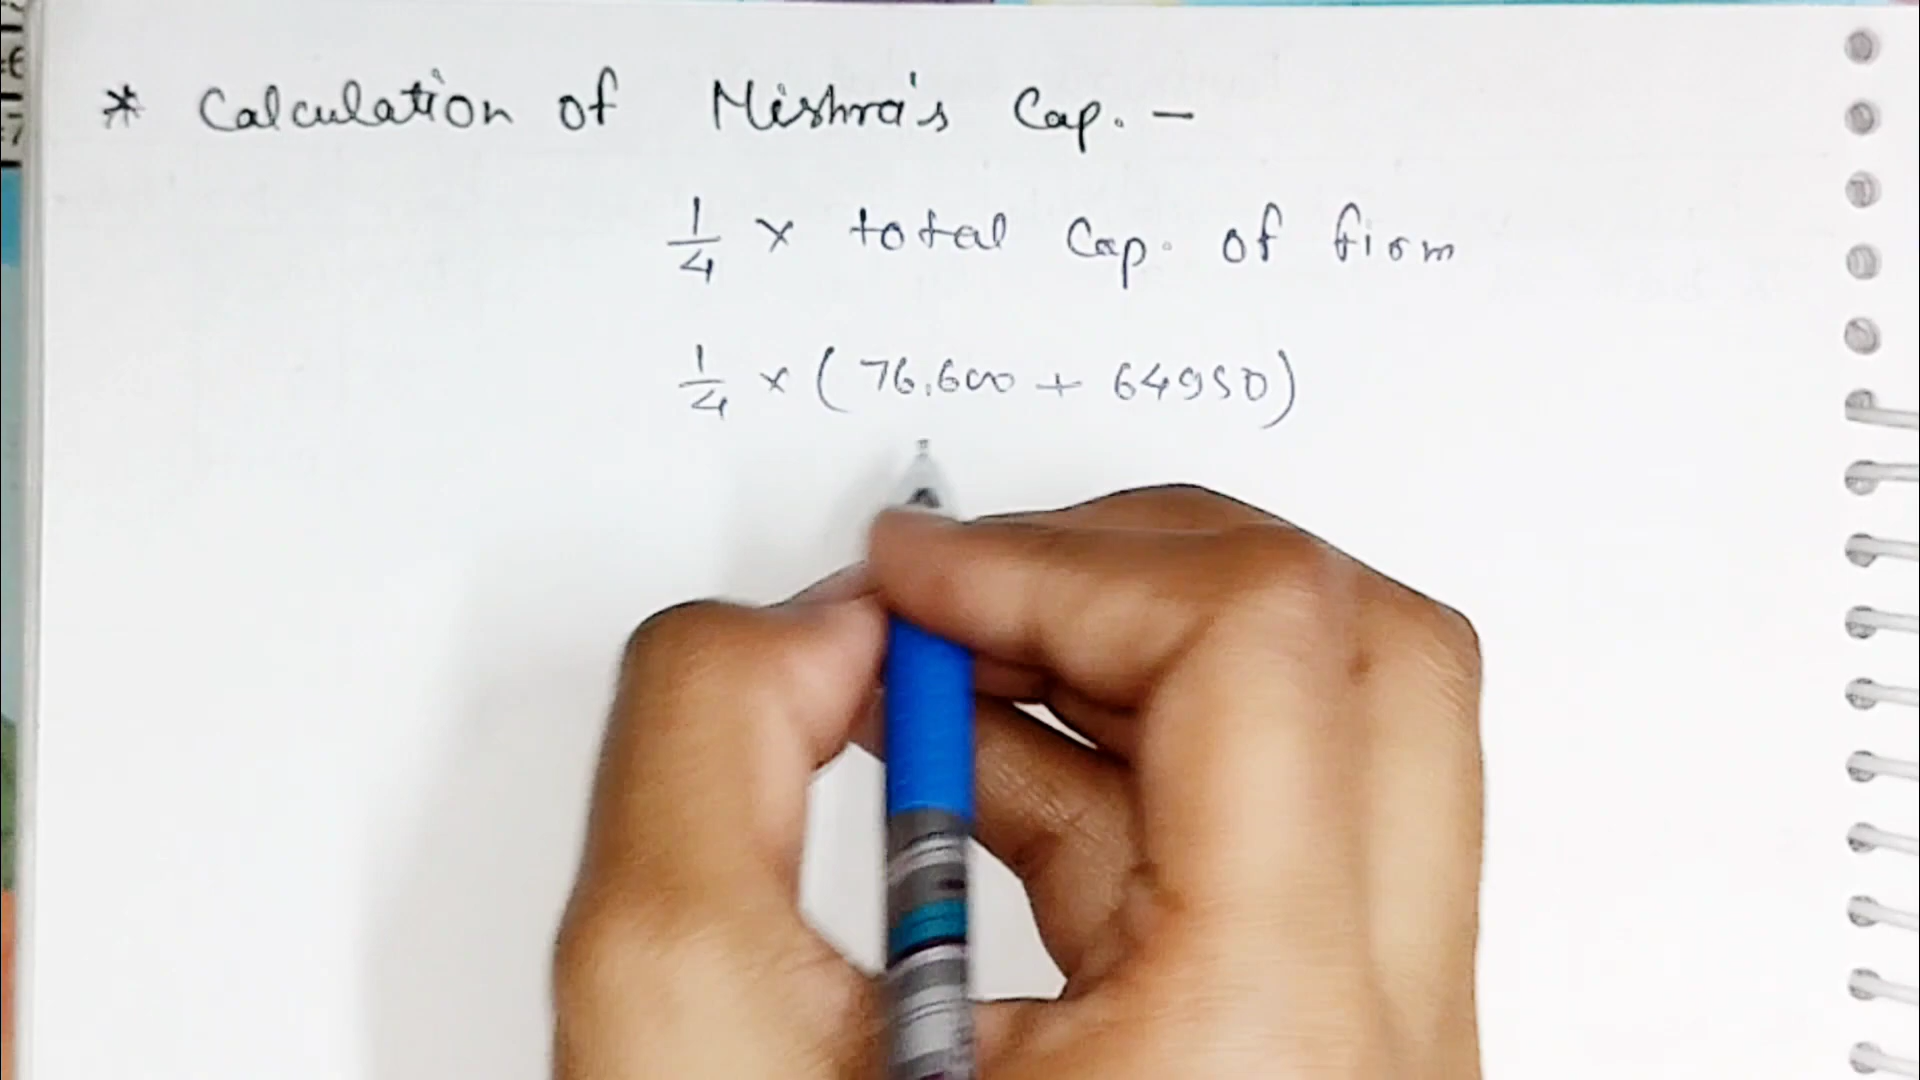 * Calculation of Mishra's Cap. -
1/4 × total Cap. of firm
1/4 × (76,600 + 64950)